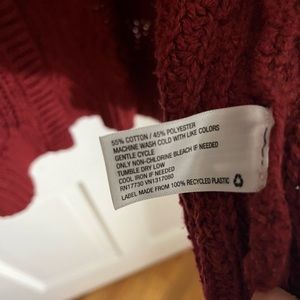 55% COTTON / 45% POLYESTER
MACHINE WASH COLD WITH LIKE COLORS
GENTLE CYCLE
ONLY NON-CHLORINE BLEACH IF NEEDED
TUMBLE DRY LOW
COOL IRON IF NEEDED
RN17730 VN1317080
LABEL MADE FROM 100% RECYCLED PLASTIC